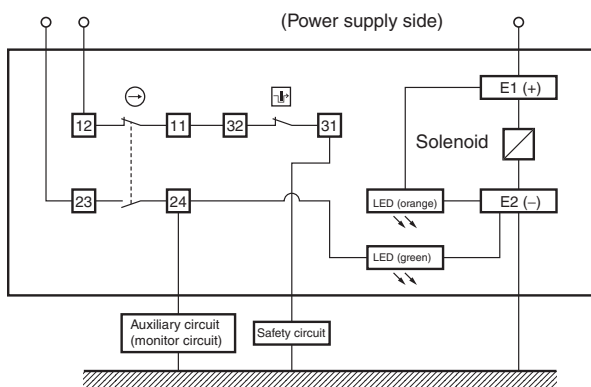 (Power supply side)
E1 (+)
12
11
32
31
Solenoid
23
24
LED (orange)
E2 (–)
LED (green)
Auxiliary circuit
(monitor circuit)
Safety circuit